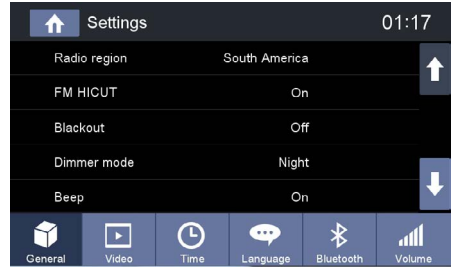 Settings 01:17
Radio region South America
FM HICUT On
Blackout Off
Dimmer mode Night
Beep On
General Video Time Language Bluetooth Volume